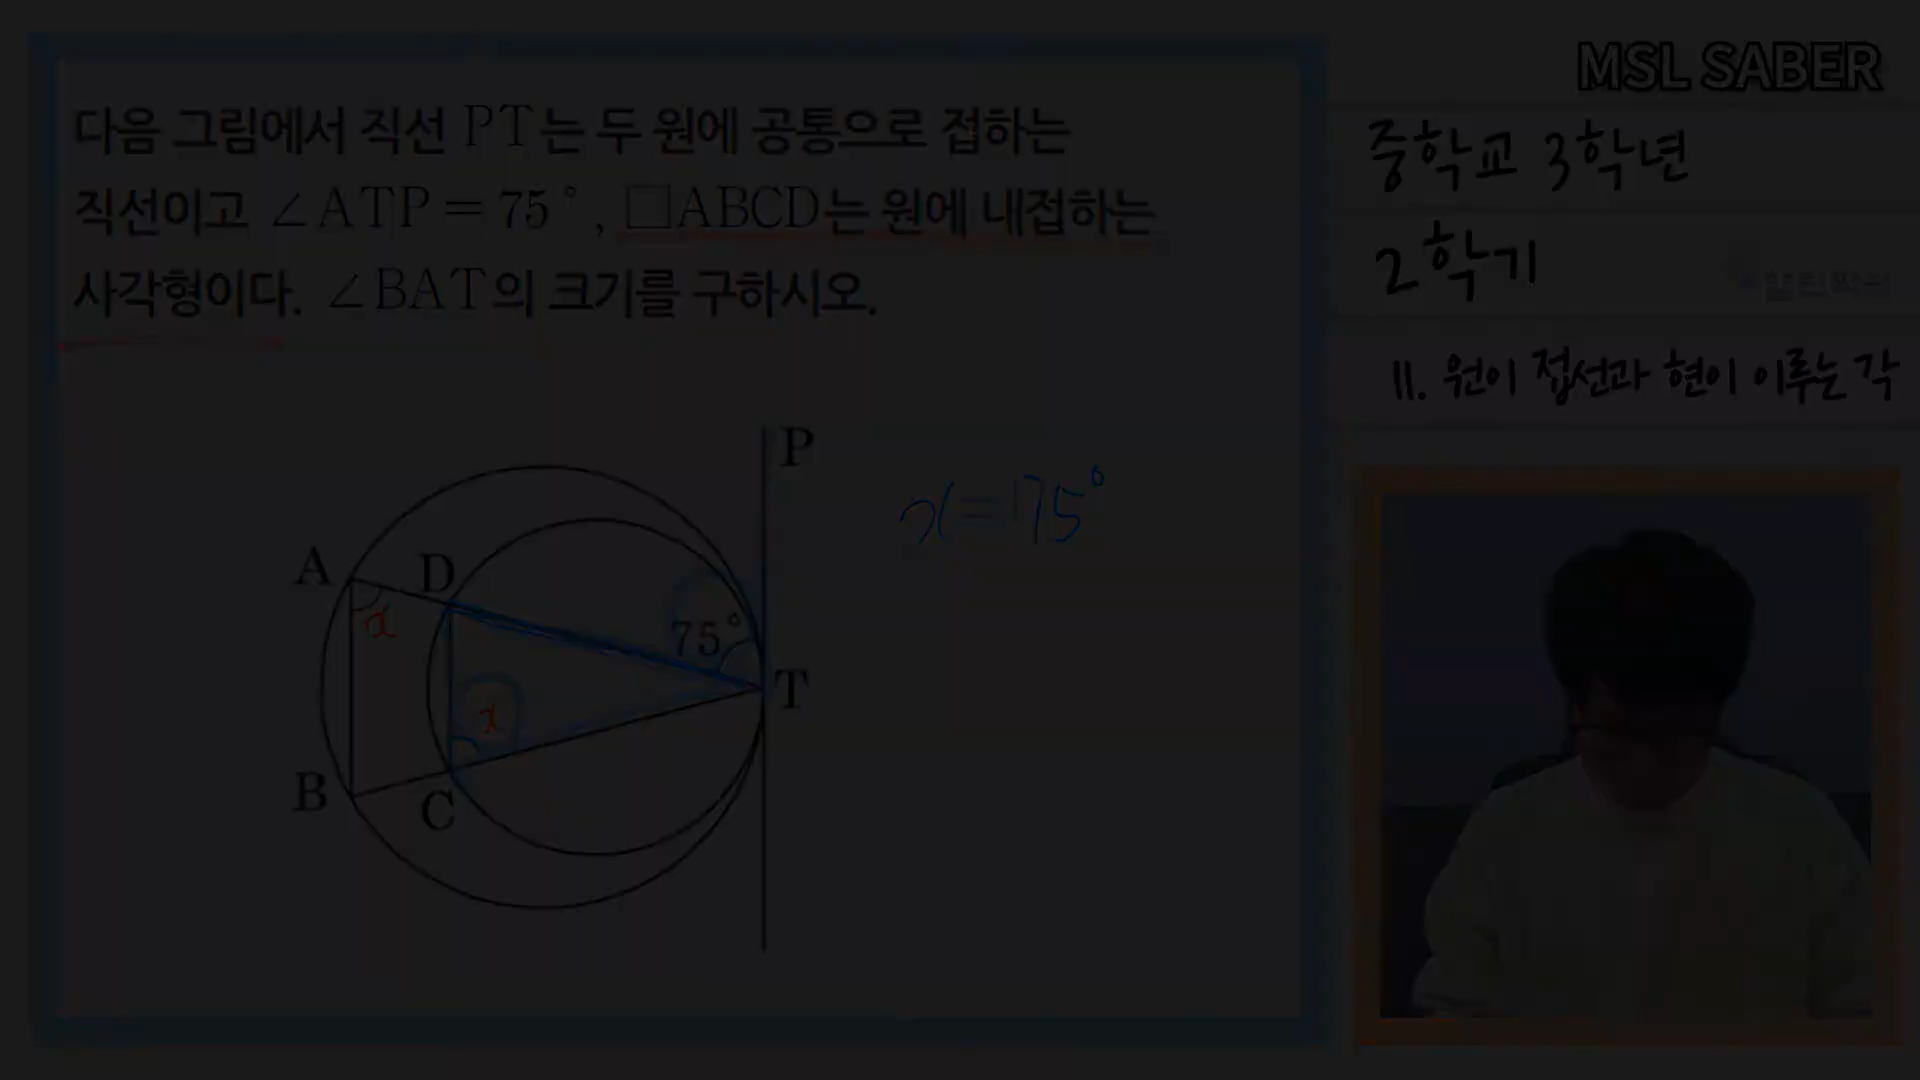 MSL SABER
다음 그림에서 직선 PT는 두 원에 공통으로 접하는
직선이고 ∠ATP = 75°, □ABCD는 원에 내접하는
사각형이다. ∠BAT의 크기를 구하시오.
중학교 3학년
2학기
11. 원의 접선과 현이 이루는 각
P
x=75°
A
D
x
75°
T
x
B
C